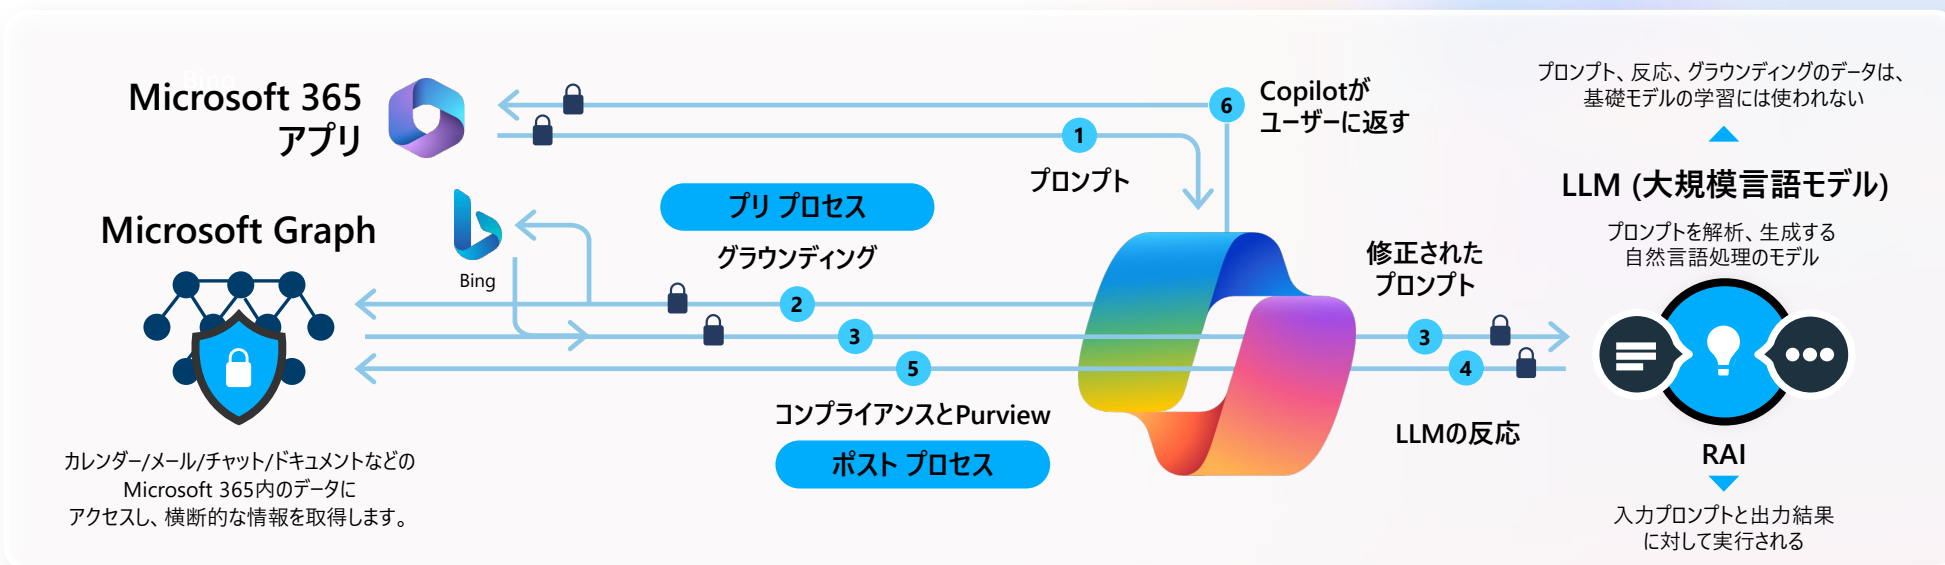 Bing
Microsoft 365
アプリ
6
Copilotが
ユーザーに返す
1
プロンプト
プロンプト、反応、グラウンディングのデータは、
基礎モデルの学習には使われない
LLM (大規模言語モデル)
プロンプトを解析、生成する
自然言語処理のモデル
Microsoft Graph
Bing
プリ プロセス
グラウンディング
2
3
5
修正された
プロンプト
3
4
コンプライアンスとPurview
ポスト プロセス
LLMの反応
RAI
入力プロンプトと出力結果
に対して実行される
カレンダー/メール/チャット/ドキュメントなどの
Microsoft 365内のデータに
アクセスし、横断的な情報を取得します。